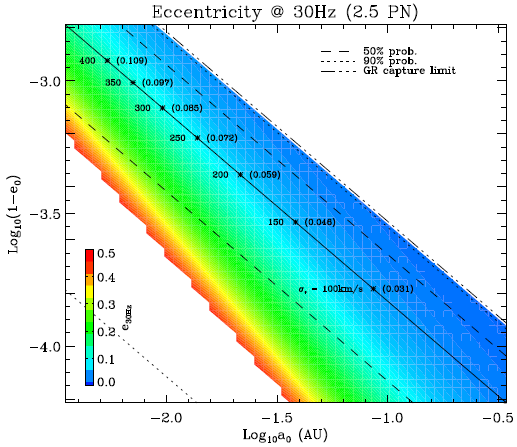 Eccentricity @ 30Hz (2.5 PN)
50% prob.
90% prob.
GR capture limit
400 (0.109)
350 (0.097)
300 (0.085)
250 (0.072)
200 (0.059)
150 (0.046)
σᵥ = 100km/s (0.031)
-3.0
-3.5
-4.0
Log₁₀(1-e₀)
0.5
0.4
0.3
0.2
0.1
0.0
e₃₀Hz
-2.0 -1.5 -1.0 -0.5
Log₁₀a₀ (AU)